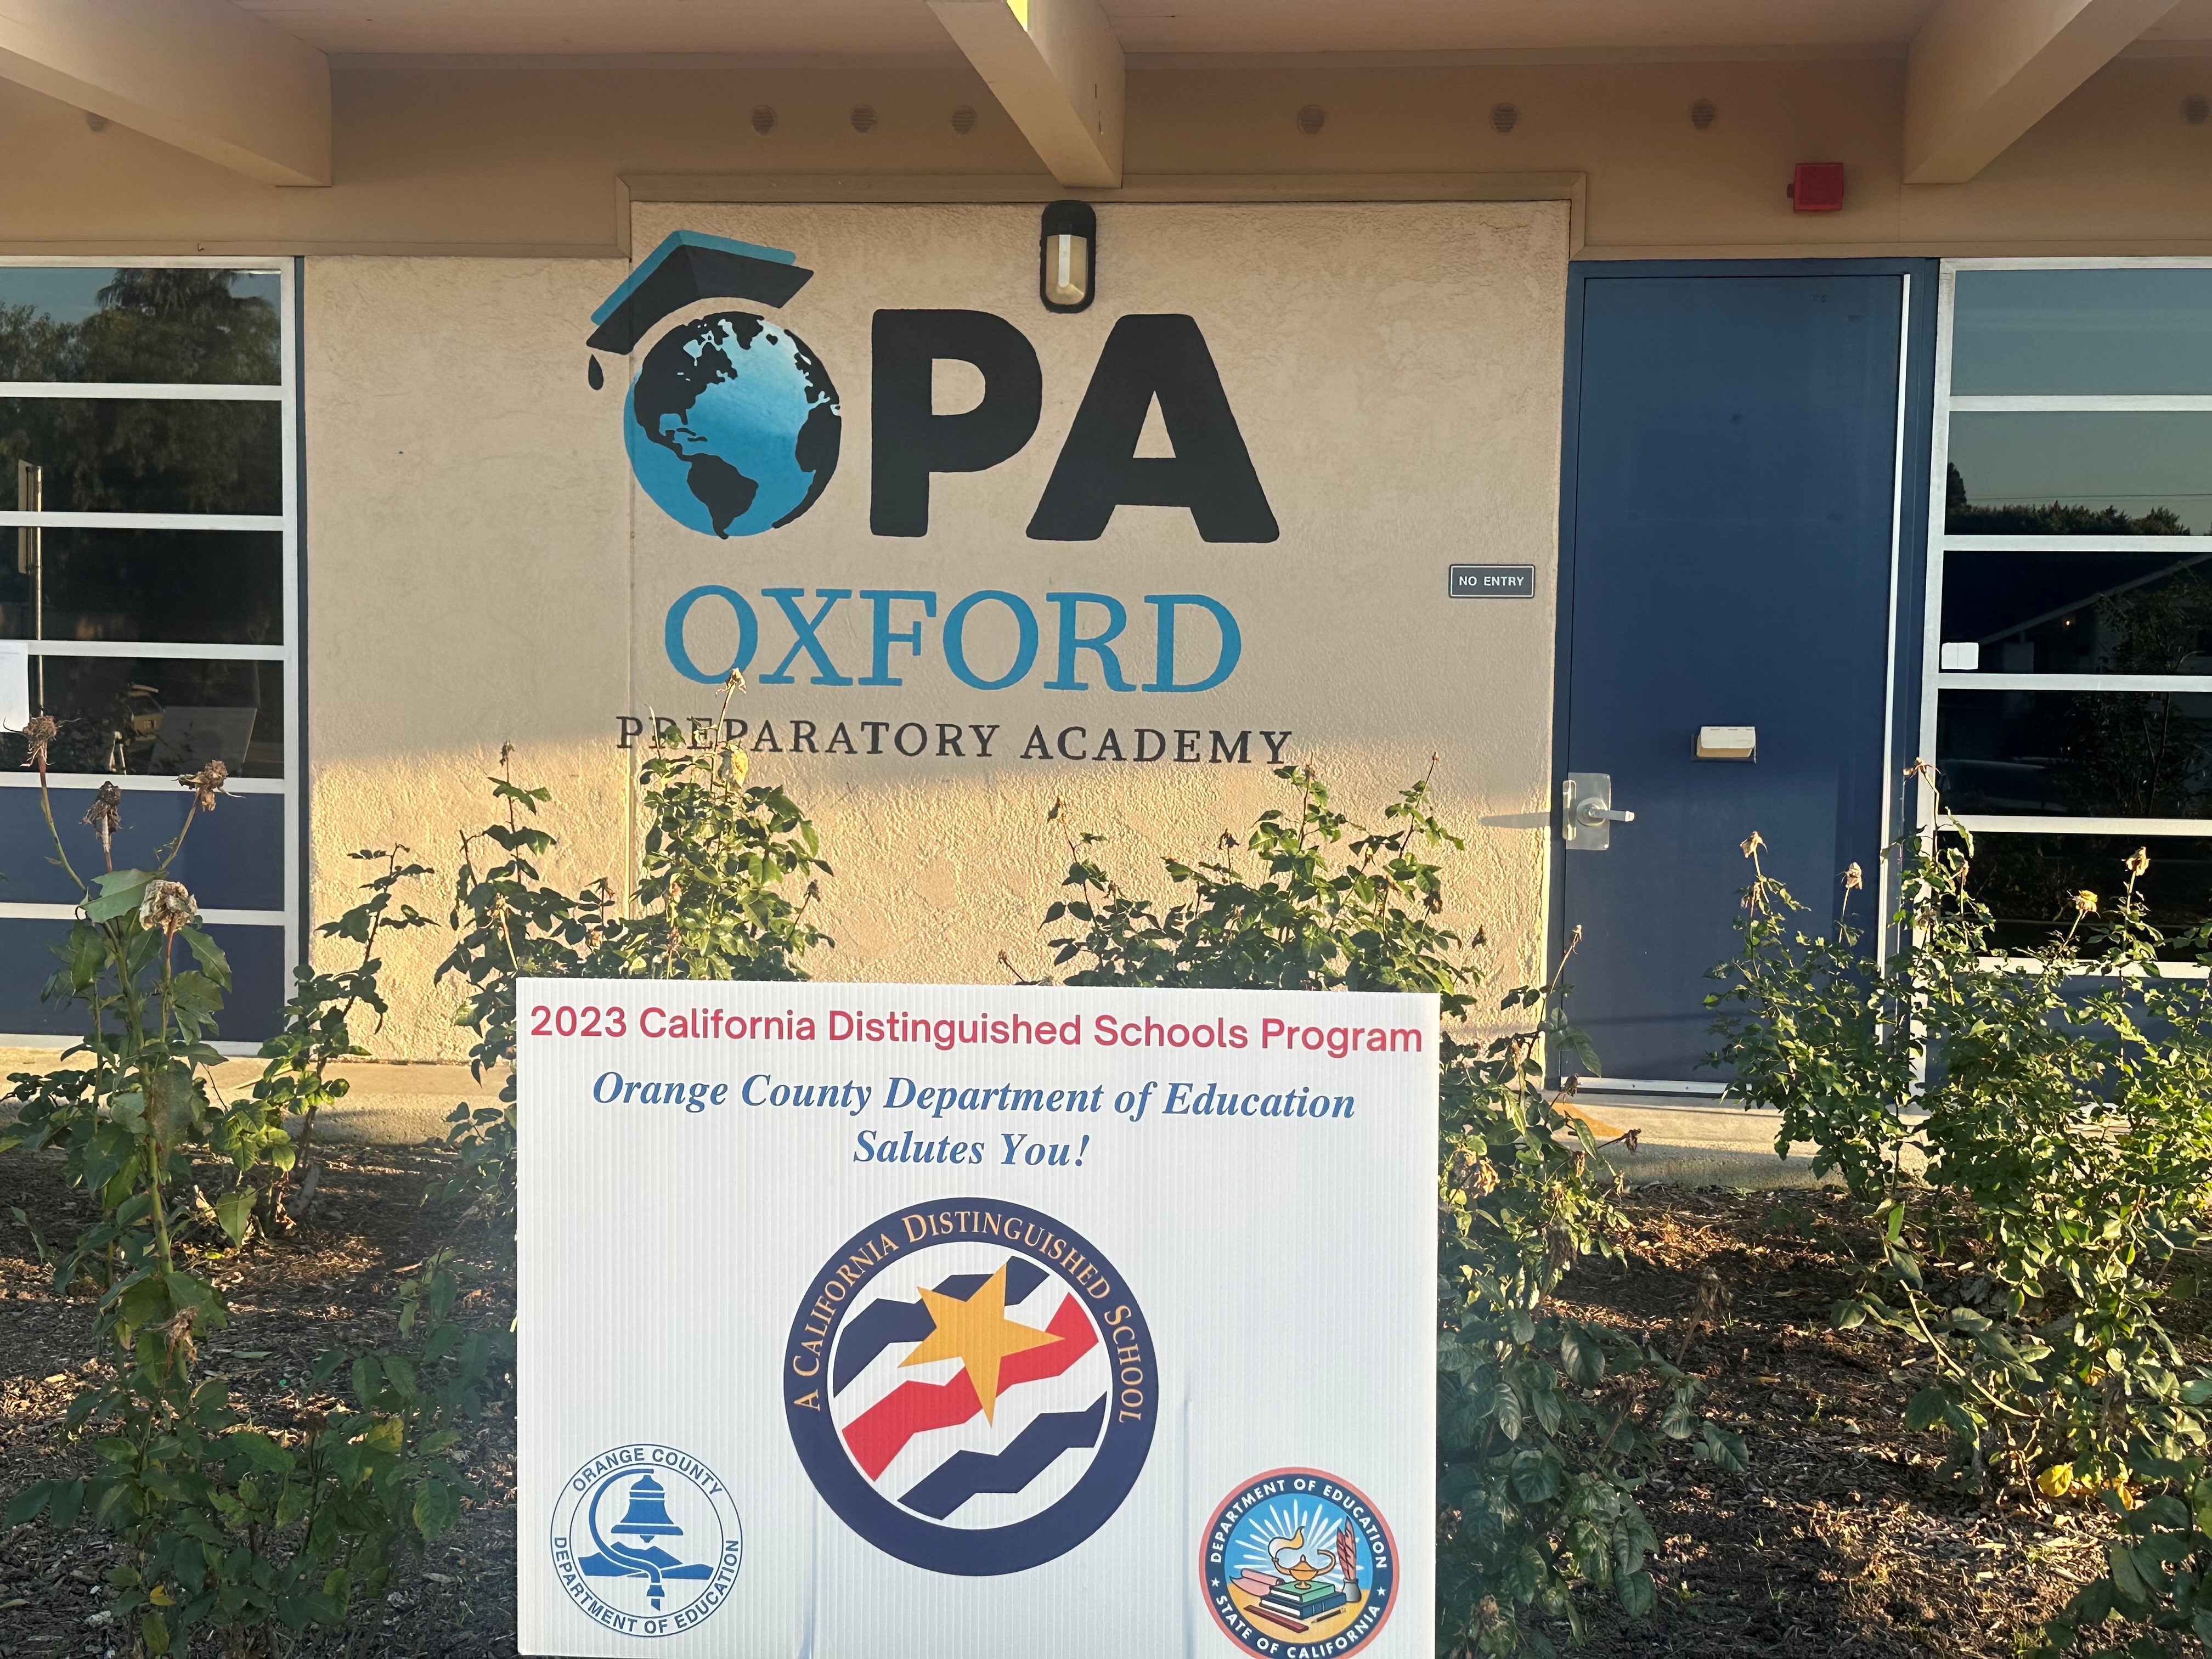 PA
OXFORD
PREPARATORY ACADEMY
NO ENTRY
2023 California Distinguished Schools Program
Orange County Department of Education
Salutes You!
A CALIFORNIA DISTINGUISHED SCHOOL
ORANGE COUNTY
DEPARTMENT OF EDUCATION
DEPARTMENT OF EDUCATION
STATE OF CALIFORNIA